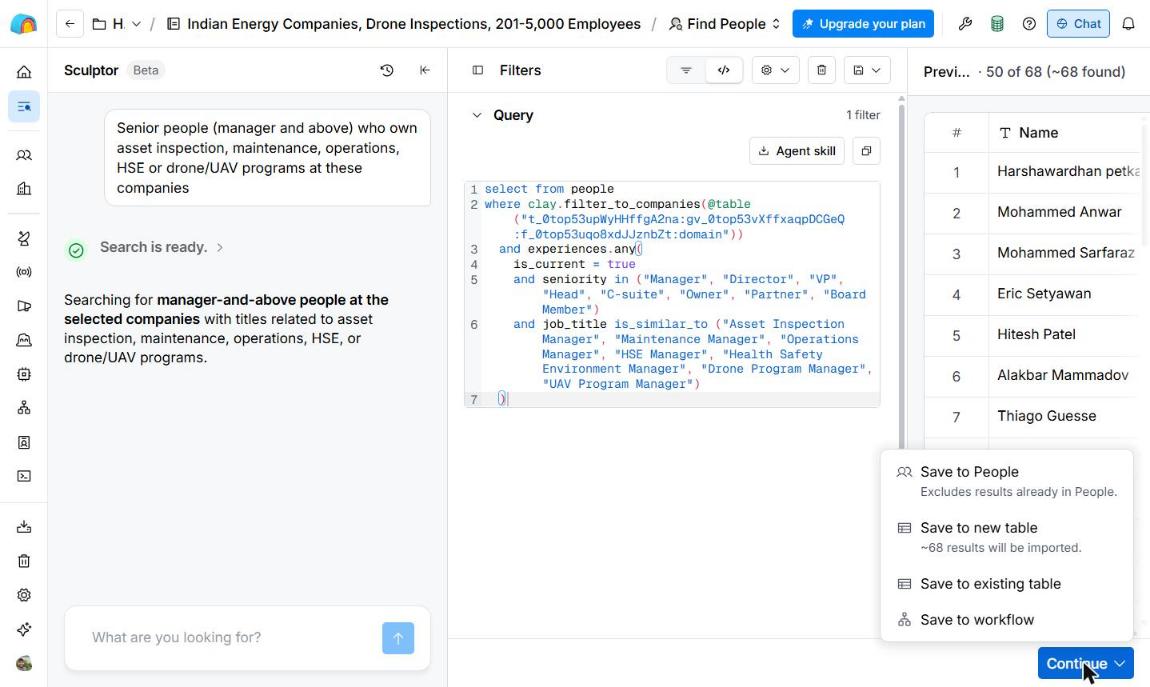 H.
/
Indian Energy Companies, Drone Inspections, 201-5,000 Employees
/
Find People
Upgrade your plan
Chat
Sculptor
Beta
Senior people (manager and above) who own
asset inspection, maintenance, operations,
HSE or drone/UAV programs at these
companies
Search is ready.
Searching for manager-and-above people at the
selected companies with titles related to asset
inspection, maintenance, operations, HSE, or
drone/UAV programs.
What are you looking for?
Filters
Query
1 filter
Agent skill
1 select from people
2 where clay.filter_to_companies(@table
("t_0top53upWyHHffgA2na:gv_0top53vXffxaqpDCGeQ
:f_0top53uqo8xdJJznbZt:domain"))
3 and experiences.any(
4 is_current = true
5 and seniority in ("Manager", "Director", "VP",
"Head", "C-suite", "Owner", "Partner", "Board
Member")
6 and job_title is_similar_to ("Asset Inspection
Manager", "Maintenance Manager", "Operations
Manager", "HSE Manager", "Health Safety
Environment Manager", "Drone Program Manager",
"UAV Program Manager")
7 )
Previ... · 50 of 68 (~68 found)
# Name
1 Harshawardhan petka
2 Mohammed Anwar
3 Mohammed Sarfaraz
4 Eric Setyawan
5 Hitesh Patel
6 Alakbar Mammadov
7 Thiago Guesse
Save to People
Excludes results already in People.
Save to new table
~68 results will be imported.
Save to existing table
Save to workflow
Continue